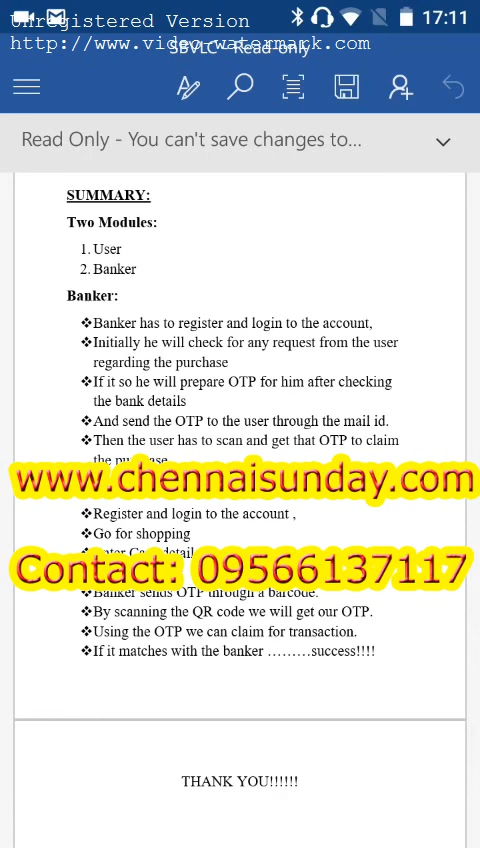 Unregistered Version
17:11
http://www.video-watermark.com
SBVLC - Read-only
Read Only - You can't save changes to...
SUMMARY:
Two Modules:
1. User
2. Banker
Banker:
❖Banker has to register and login to the account,
❖Initially he will check for any request from the user
regarding the purchase
❖If it so he will prepare OTP for him after checking
the bank details
❖And send the OTP to the user through the mail id.
❖Then the user has to scan and get that OTP to claim
the purchase
www.chennaisunday.com
❖Register and login to the account ,
❖Go for shopping
Contact: 09566137117
❖Banker sends OTP through a barcode.
❖By scanning the QR code we will get our OTP.
❖Using the OTP we can claim for transaction.
❖If it matches with the banker ………success!!!!
THANK YOU!!!!!!